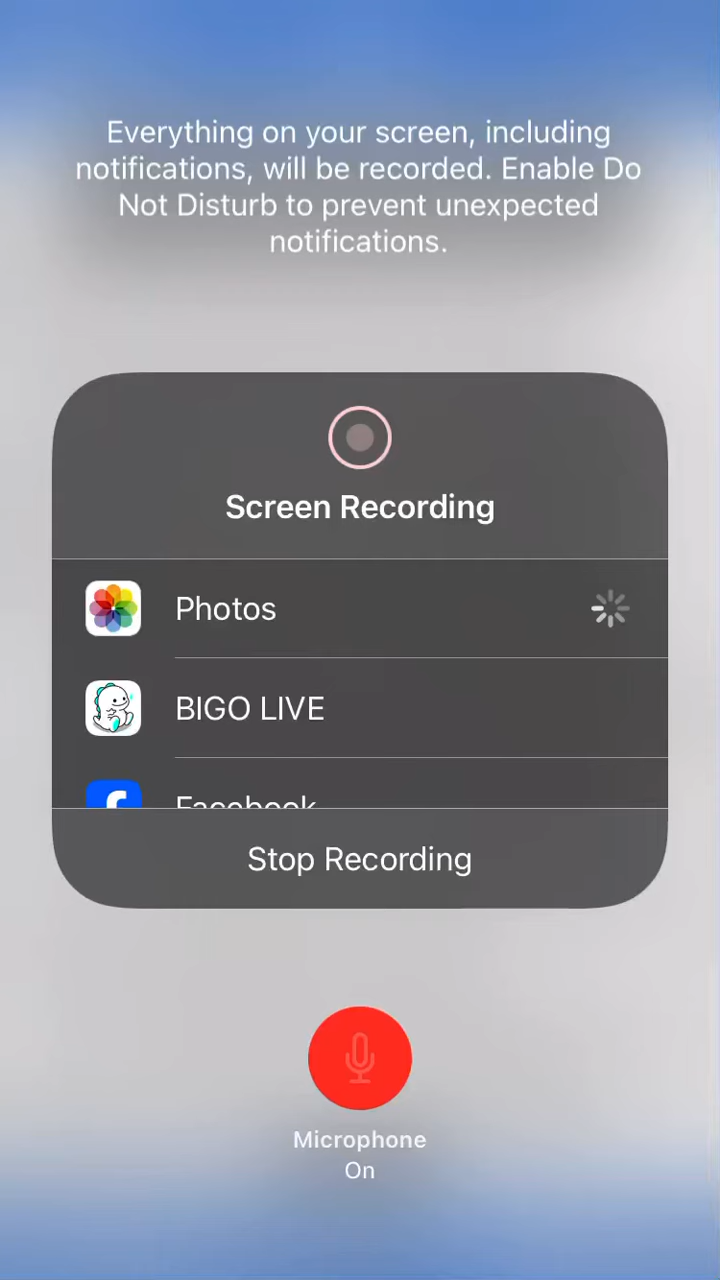 Everything on your screen, including
notifications, will be recorded. Enable Do
Not Disturb to prevent unexpected
notifications.
Screen Recording
Photos
BIGO LIVE
Facebook
Stop Recording
Microphone
On